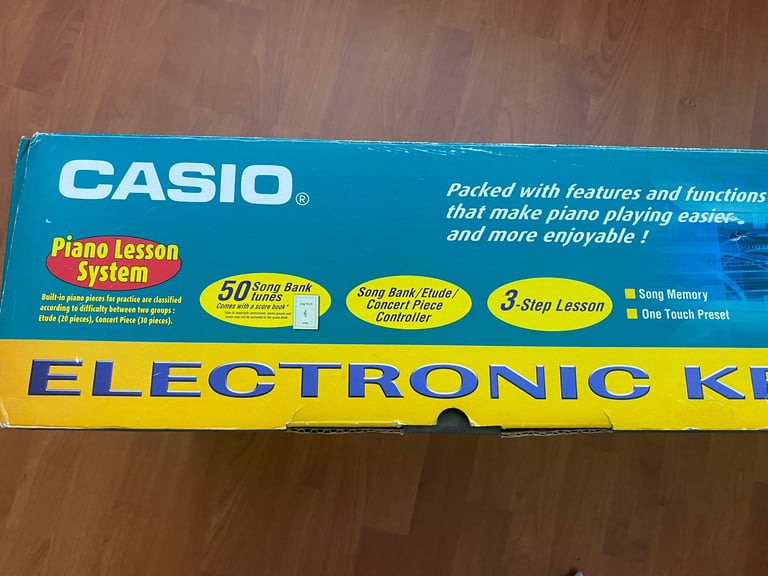 CASIO®
Packed with features and functions
that make piano playing easier
and more enjoyable !
Piano Lesson
System
Built-in piano pieces for practice are classified
according to difficulty between two groups :
Etude (20 pieces), Concert Piece (30 pieces).
50 Song Bank
tunes
Comes with a score book*
Song Bank/Etude/
Concert Piece
Controller
3-Step Lesson
Song Memory
One Touch Preset
ELECTRONIC KE